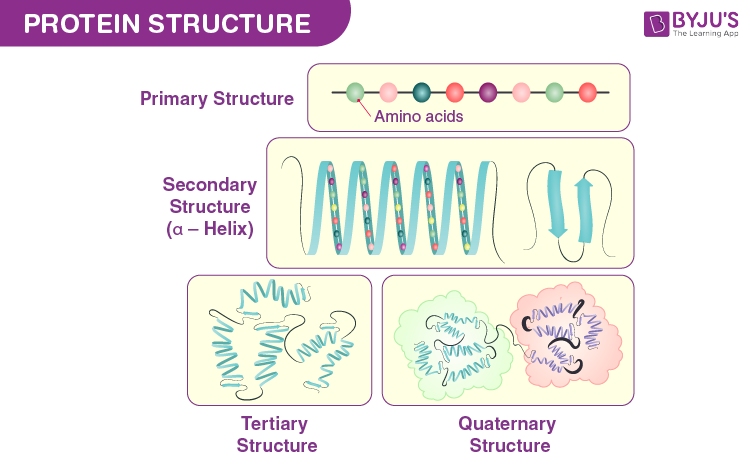 PROTEIN STRUCTURE
BYJU'S
The Learning App
Primary Structure
Amino acids
Secondary
Structure
(α – Helix)
Tertiary
Structure
Quaternary
Structure